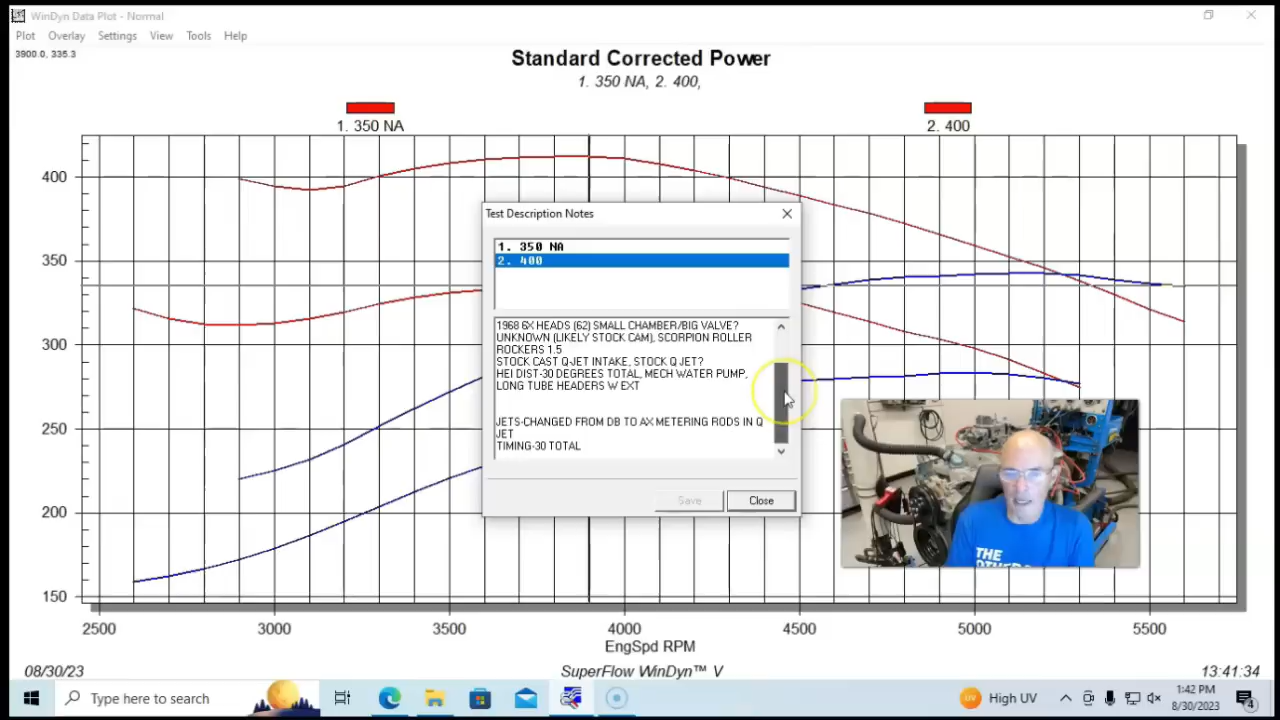 WinDyn Data Plot - Normal
Plot Overlay Settings View Tools Help
3900.0, 335.3
Standard Corrected Power
1. 350 NA, 2. 400,
1. 350 NA
2. 400
400
350
300
250
200
150
2500 3000 3500 4000 4500 5000 5500
EngSpd RPM
Test Description Notes
1. 350 NA
2. 400
1968 6X HEADS (62) SMALL CHAMBER/BIG VALVE?
UNKNOWN (LIKELY STOCK CAM), SCORPION ROLLER
ROCKERS 1.5
STOCK CAST QJET INTAKE, STOCK QJET?
HEI DIST-30 DEGREES TOTAL, MECH WATER PUMP,
LONG TUBE HEADERS W EXT
JETS-CHANGED FROM DB TO AX METERING RODS IN Q
JET
TIMING-30 TOTAL
Save Close
THE
08/30/23 SuperFlow WinDyn™ V 13:41:34
Type here to search
High UV
1:42 PM
8/30/2023
4